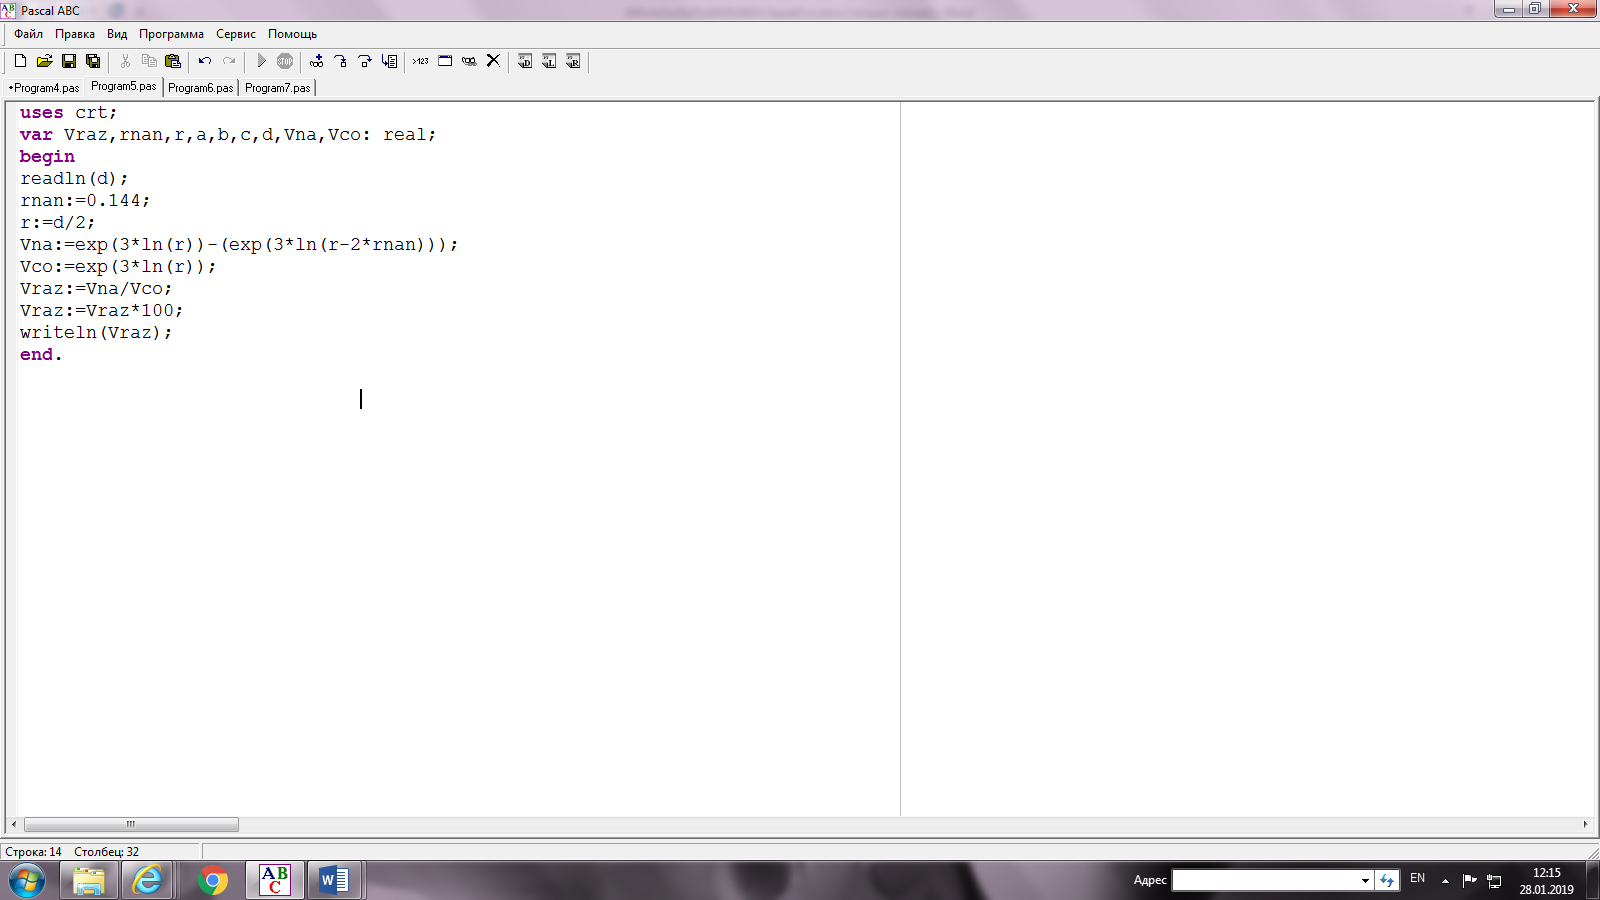 Pascal ABC
Файл Правка Вид Программа Сервис Помощь
•Program4.pas Program5.pas Program6.pas Program7.pas
uses crt;
var Vraz,rnan,r,a,b,c,d,Vna,Vco: real;
begin
readln(d);
rnan:=0.144;
r:=d/2;
Vna:=exp(3*ln(r))-(exp(3*ln(r-2*rnan)));
Vco:=exp(3*ln(r));
Vraz:=Vna/Vco;
Vraz:=Vraz*100;
writeln(Vraz);
end.
Строка: 14 Столбец: 32
ABC
Адрес
EN
12:15
28.01.2019